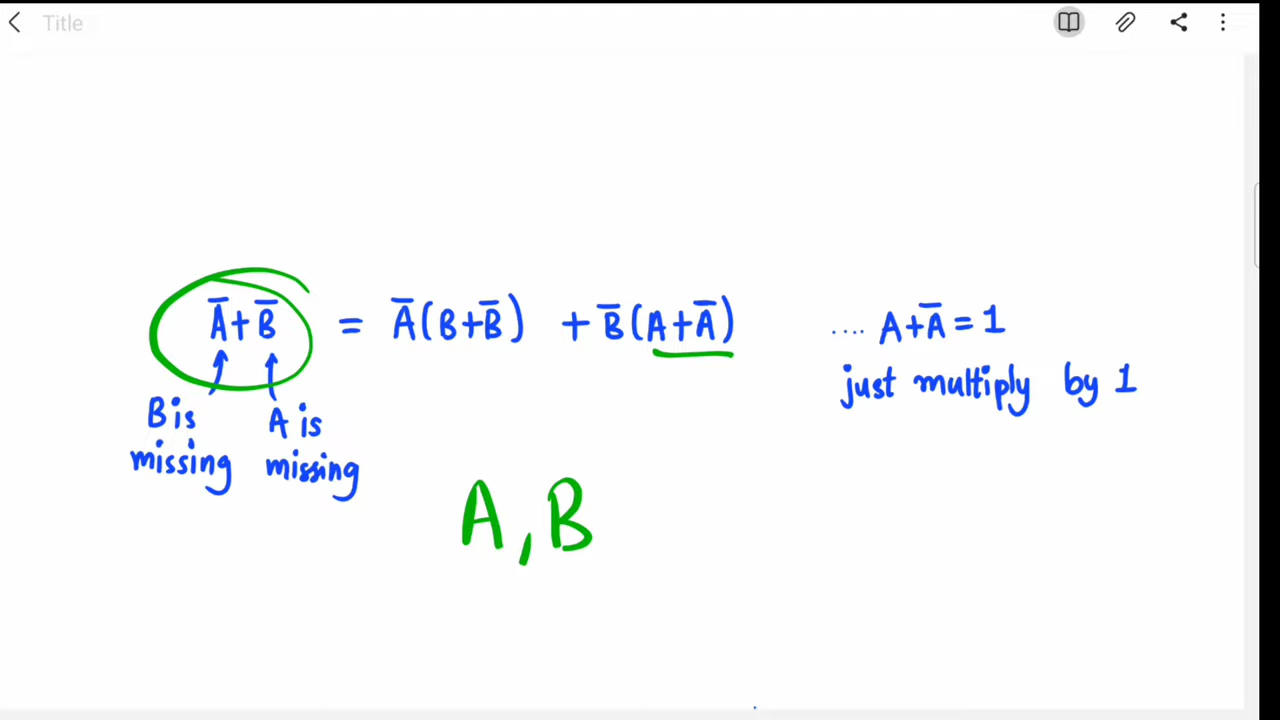 Title
A̅+B̅ = A̅(B+B̅) + B̅(A+A̅) .... A+A̅=1
just multiply by 1
B is missing
A is missing
A,B